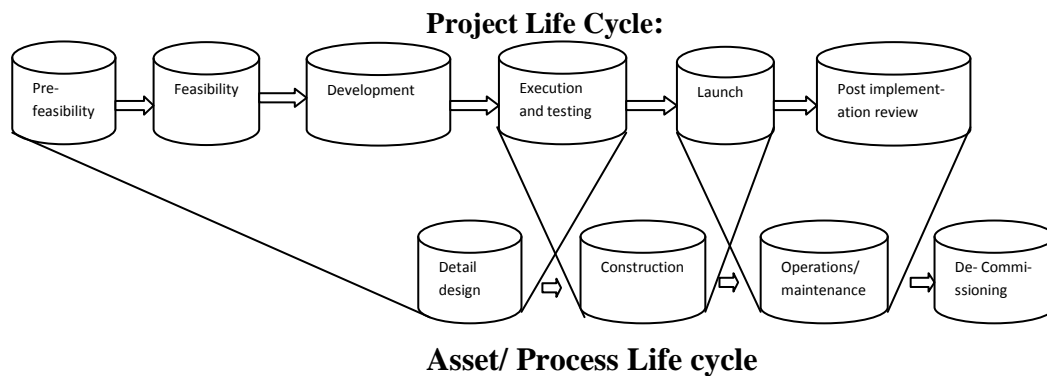 Project Life Cycle:
Pre-
feasibility
Feasibility
Development
Execution
and testing
Launch
Post implement-
ation review
Detail
design
Construction
Operations/
maintenance
De- Commi-
ssioning
Asset/ Process Life cycle